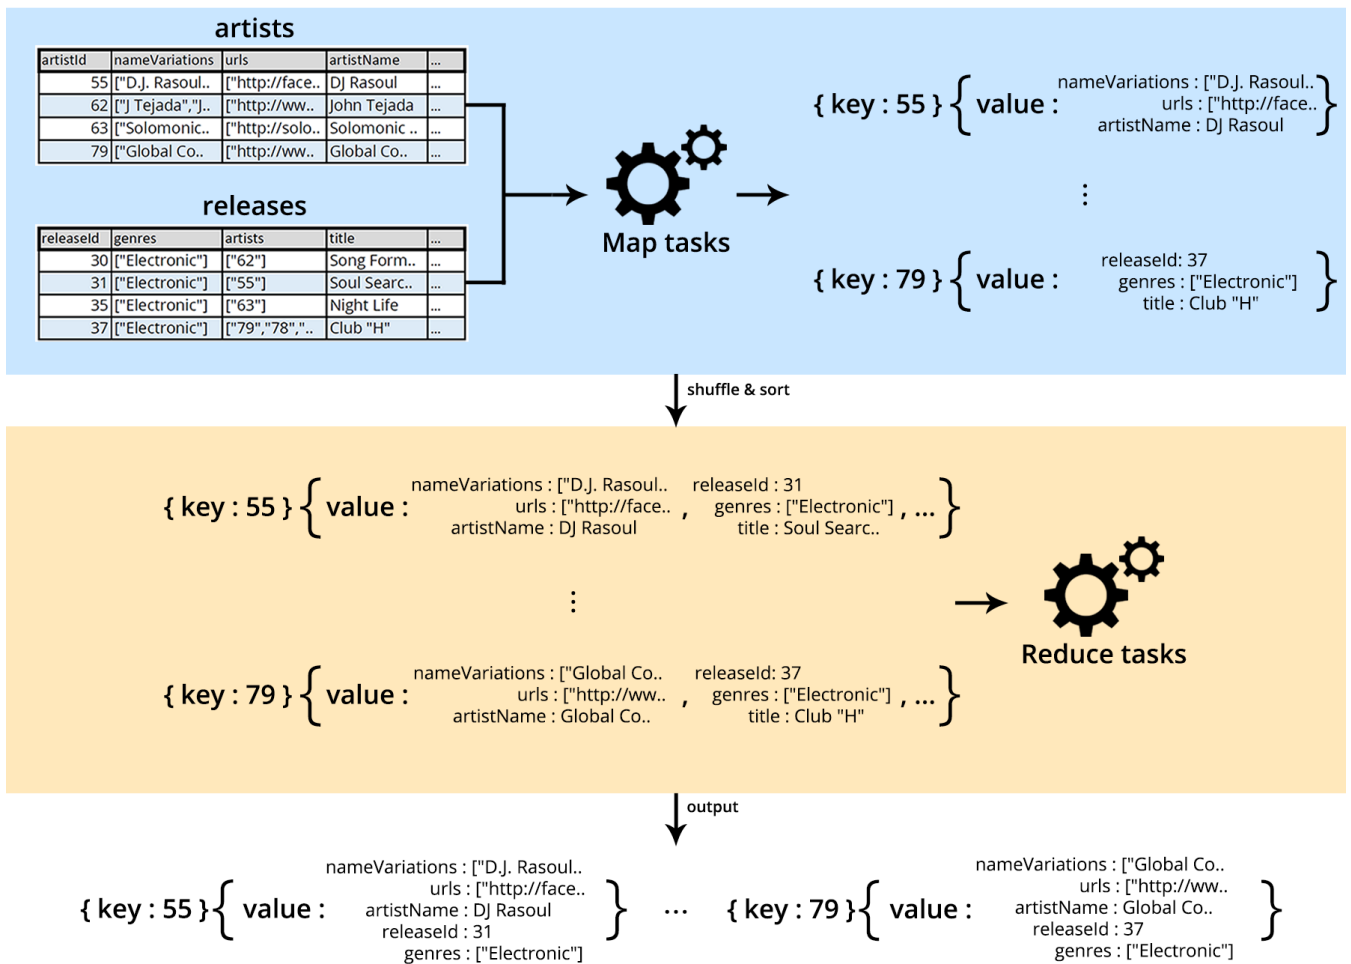 artists
artistId nameVariations urls artistName ...
55 ["D.J. Rasoul.. ["http://face.. DJ Rasoul ...
62 ["J Tejada","J.. ["http://ww.. John Tejada ...
63 ["Solomonic.. ["http://solo.. Solomonic .. ...
79 ["Global Co.. ["http://ww.. Global Co.. ...
releases
releaseId genres artists title ...
30 ["Electronic"] ["62"] Song Form.. ...
31 ["Electronic"] ["55"] Soul Searc.. ...
35 ["Electronic"] ["63"] Night Life ...
37 ["Electronic"] ["79","78",".. Club "H" ...
Map tasks
nameVariations : ["D.J. Rasoul..
{ key : 55 } { value : urls : ["http://face.. }
artistName : DJ Rasoul
⋮
releaseId: 37
{ key : 79 } { value : genres : ["Electronic"] }
title : Club "H"
shuffle & sort
nameVariations : ["D.J. Rasoul.. releaseId : 31
{ key : 55 } { value : urls : ["http://face.. , genres : ["Electronic"] , ... }
artistName : DJ Rasoul title : Soul Searc..
⋮
Reduce tasks
nameVariations : ["Global Co.. releaseId: 37
{ key : 79 } { value : urls : ["http://ww.. , genres : ["Electronic"] , ... }
artistName : Global Co.. title : Club "H"
output
nameVariations : ["D.J. Rasoul..
urls : ["http://face..
{ key : 55 } { value : artistName : DJ Rasoul }
releaseId : 31
genres : ["Electronic"]
...
nameVariations : ["Global Co..
urls : ["http://ww..
{ key : 79 } { value : artistName : Global Co.. }
releaseId : 37
genres : ["Electronic"]